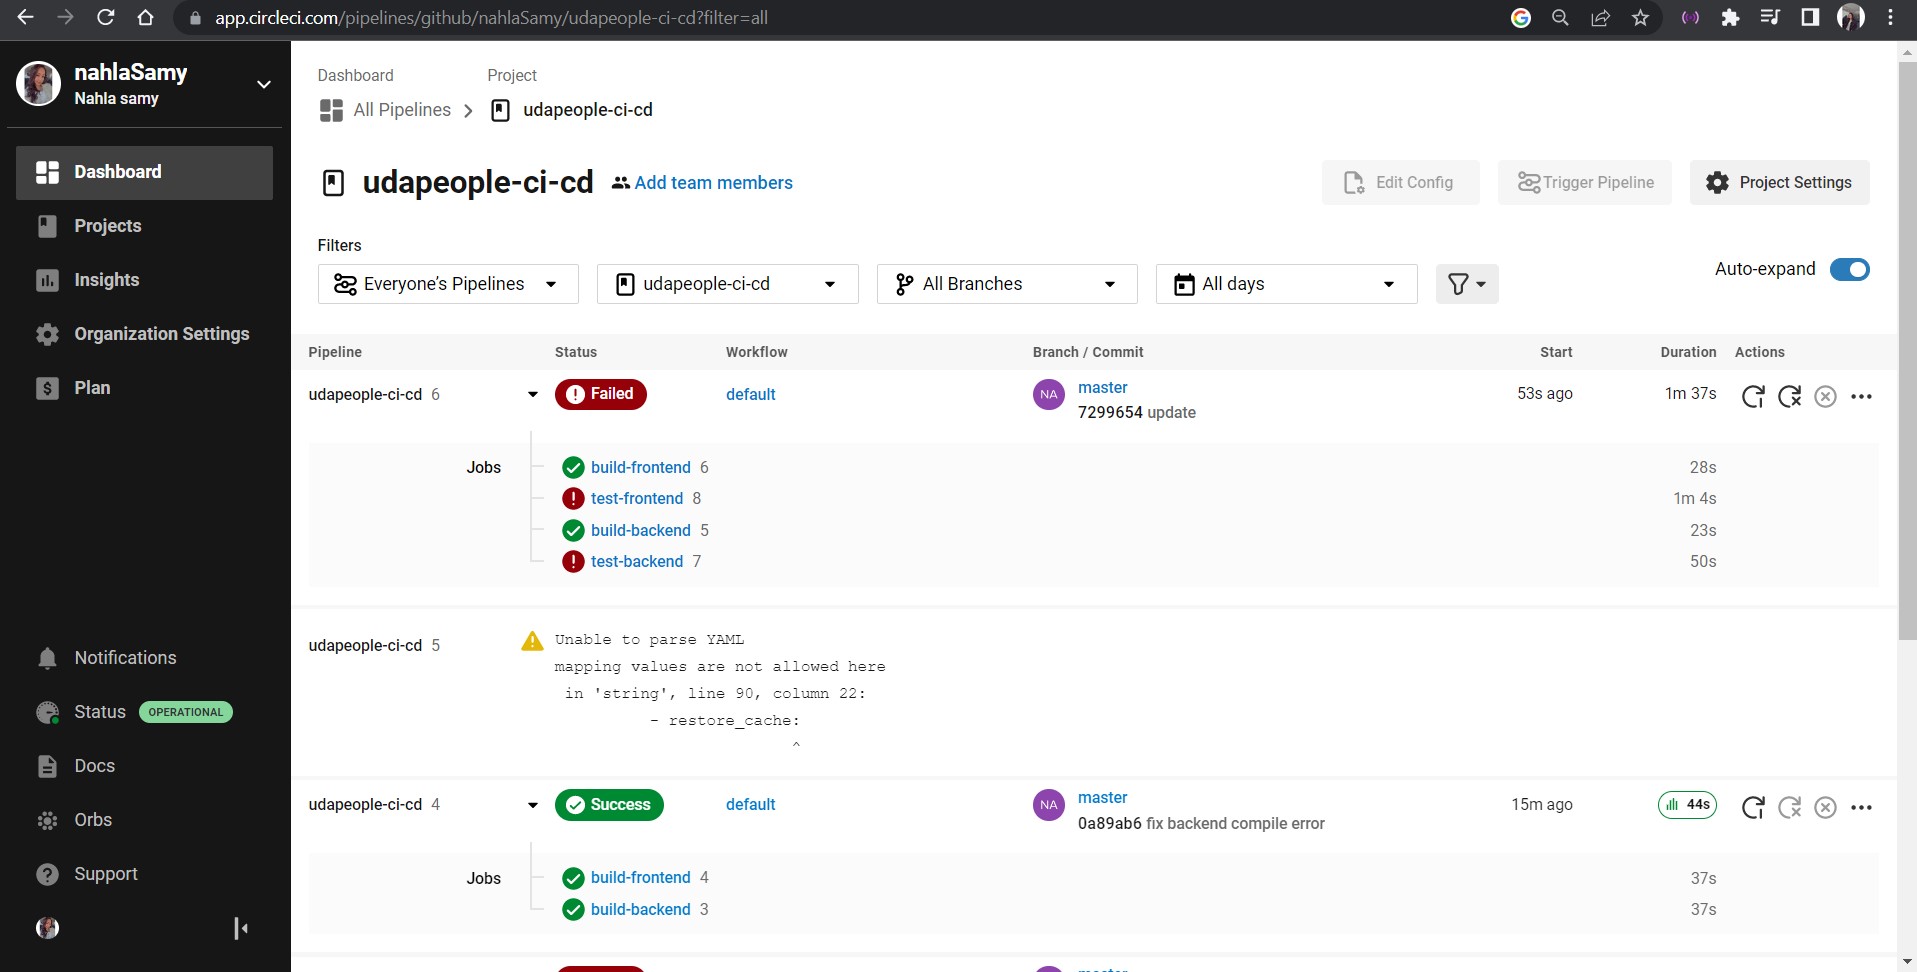 app.circleci.com/pipelines/github/nahlaSamy/udapeople-ci-cd?filter=all
nahlaSamy
Nahla samy
Dashboard
Projects
Insights
Organization Settings
Plan
Notifications
Status OPERATIONAL
Docs
Orbs
Support
Dashboard Project
All Pipelines udapeople-ci-cd
udapeople-ci-cd Add team members Edit Config Trigger Pipeline Project Settings
Filters
Everyone’s Pipelines udapeople-ci-cd All Branches All days Auto-expand
Pipeline Status Workflow Branch / Commit Start Duration Actions
udapeople-ci-cd 6 Failed default NA master 53s ago 1m 37s
7299654 update
Jobs build-frontend 6 28s
test-frontend 8 1m 4s
build-backend 5 23s
test-backend 7 50s
udapeople-ci-cd 5 Unable to parse YAML
mapping values are not allowed here
in 'string', line 90, column 22:
- restore_cache:
^
udapeople-ci-cd 4 Success default NA master 15m ago 44s
0a89ab6 fix backend compile error
Jobs build-frontend 4 37s
build-backend 3 37s